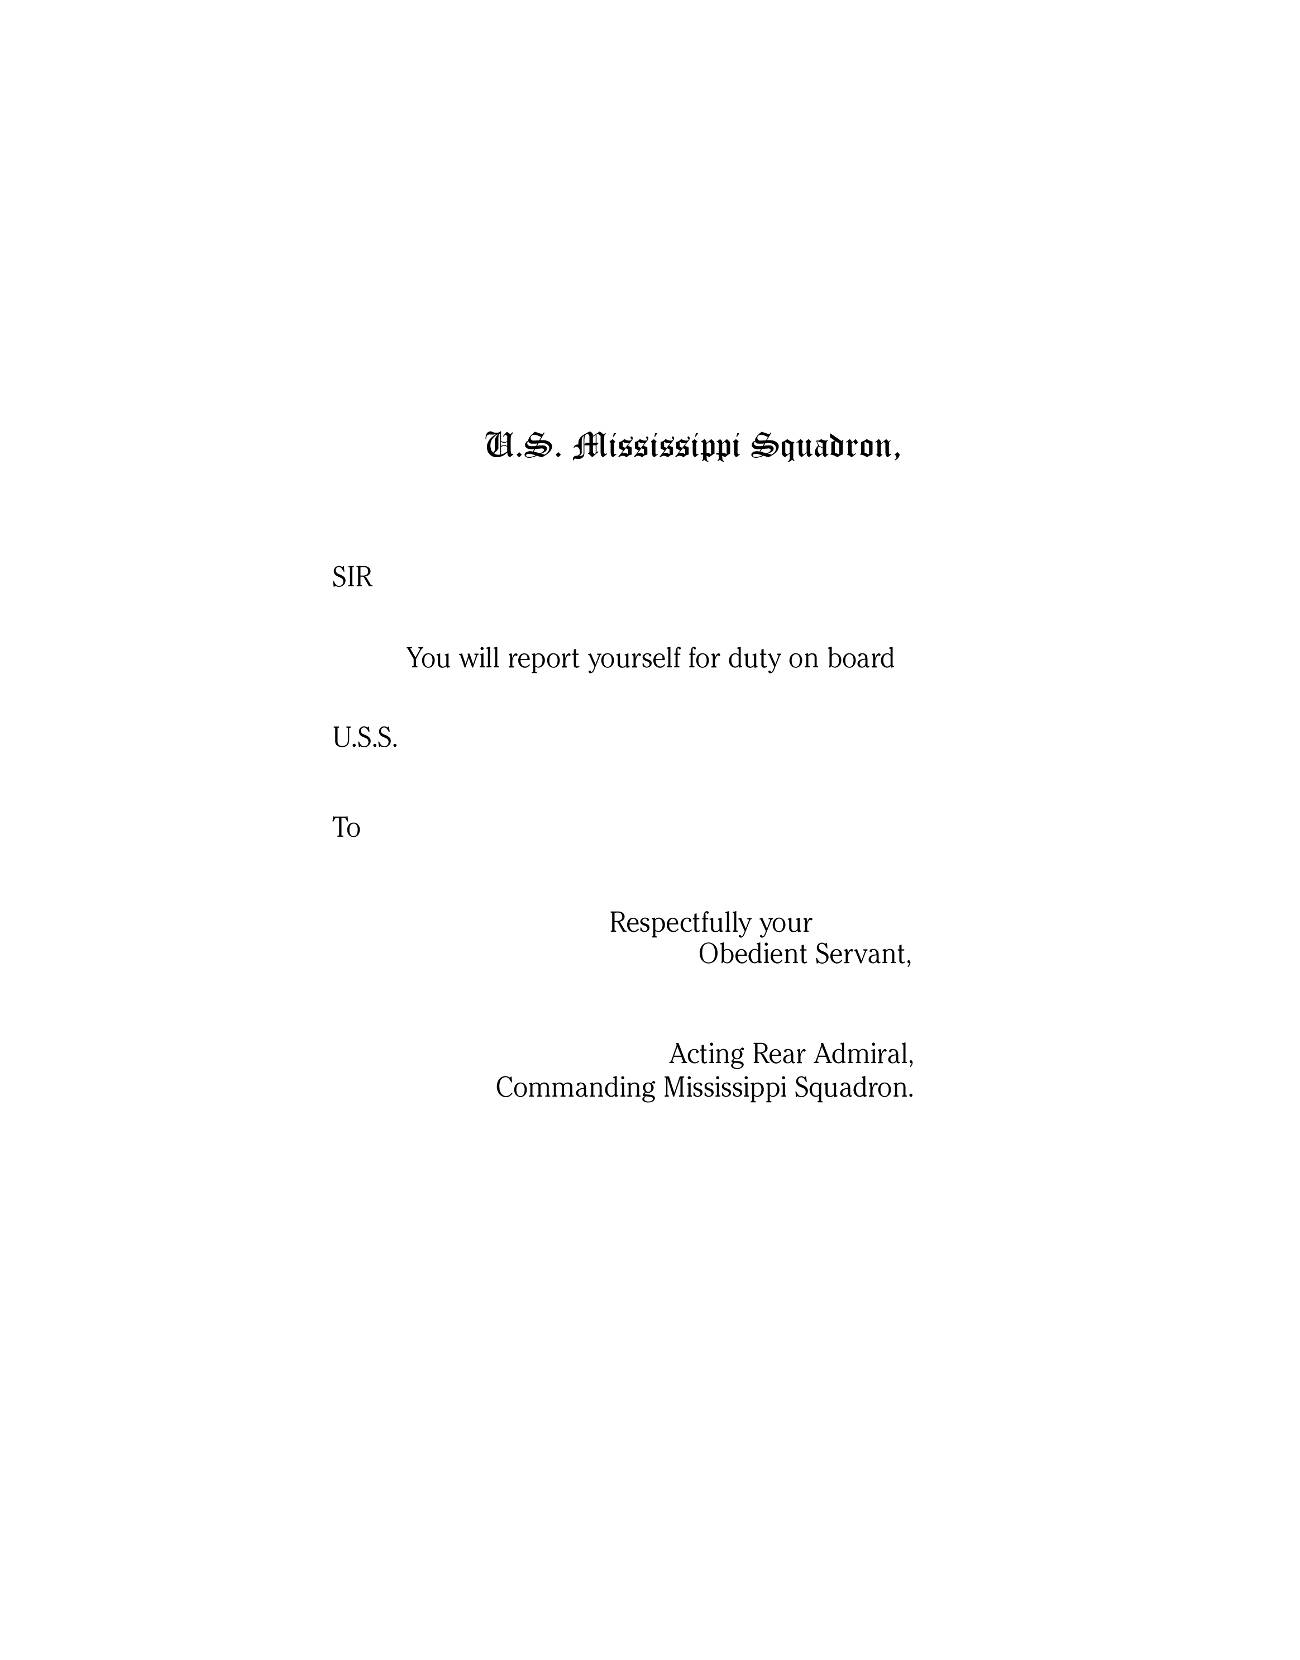 U.S. Mississippi Squadron,
SIR
You will report yourself for duty on board
U.S.S.
To
Respectfully your
Obedient Servant,
Acting Rear Admiral,
Commanding Mississippi Squadron.